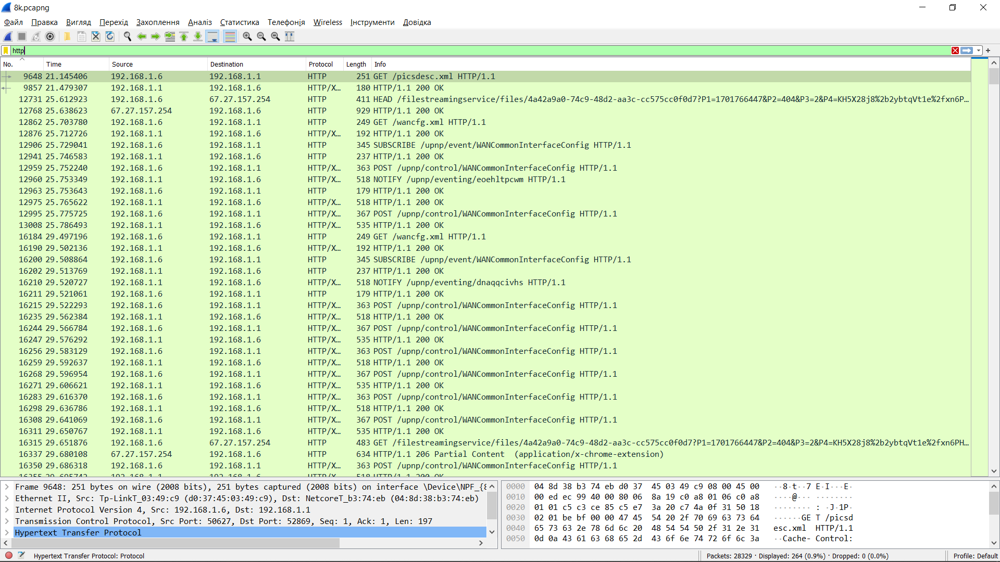 8k.pcapng
Файл Правка Вигляд Перехід Захоплення Аналіз Статистика Телефонія Wireless Інструменти Довідка
http
No. Time Source Destination Protocol Length Info
9648 21.145406 192.168.1.6 192.168.1.1 HTTP 251 GET /picsdesc.xml HTTP/1.1
9857 21.479307 192.168.1.1 192.168.1.6 HTTP/X… 180 HTTP/1.1 200 OK
12731 25.612923 192.168.1.6 67.27.157.254 HTTP 411 HEAD /filestreamingservice/files/4a42a9a0-74c9-48d2-aa3c-cc575cc0f0d7?P1=1701766447&P2=404&P3=2&P4=KH5X28j8%2b2ybtqVt1e%2fxn6P…
12768 25.638623 67.27.157.254 192.168.1.6 HTTP 929 HTTP/1.1 200 OK
12862 25.703780 192.168.1.6 192.168.1.1 HTTP 249 GET /wancfg.xml HTTP/1.1
12876 25.712726 192.168.1.1 192.168.1.6 HTTP/X… 192 HTTP/1.1 200 OK
12906 25.729041 192.168.1.6 192.168.1.1 HTTP 345 SUBSCRIBE /upnp/event/WANCommonInterfaceConfig HTTP/1.1
12941 25.746583 192.168.1.1 192.168.1.6 HTTP 237 HTTP/1.1 200 OK
12959 25.752240 192.168.1.6 192.168.1.1 HTTP/X… 363 POST /upnp/control/WANCommonInterfaceConfig HTTP/1.1
12960 25.753349 192.168.1.1 192.168.1.6 HTTP/X… 518 NOTIFY /upnp/eventing/eoehltpcwm HTTP/1.1
12963 25.753643 192.168.1.6 192.168.1.1 HTTP 179 HTTP/1.1 200 OK
12975 25.765622 192.168.1.1 192.168.1.6 HTTP/X… 518 HTTP/1.1 200 OK
12995 25.775725 192.168.1.6 192.168.1.1 HTTP/X… 367 POST /upnp/control/WANCommonInterfaceConfig HTTP/1.1
13008 25.786493 192.168.1.1 192.168.1.6 HTTP/X… 535 HTTP/1.1 200 OK
16184 29.497196 192.168.1.6 192.168.1.1 HTTP 249 GET /wancfg.xml HTTP/1.1
16190 29.502136 192.168.1.1 192.168.1.6 HTTP/X… 192 HTTP/1.1 200 OK
16200 29.508864 192.168.1.6 192.168.1.1 HTTP 345 SUBSCRIBE /upnp/event/WANCommonInterfaceConfig HTTP/1.1
16202 29.513769 192.168.1.1 192.168.1.6 HTTP 237 HTTP/1.1 200 OK
16210 29.520727 192.168.1.1 192.168.1.6 HTTP/X… 518 NOTIFY /upnp/eventing/dnaqqcivhs HTTP/1.1
16211 29.521061 192.168.1.6 192.168.1.1 HTTP 179 HTTP/1.1 200 OK
16215 29.522293 192.168.1.6 192.168.1.1 HTTP/X… 363 POST /upnp/control/WANCommonInterfaceConfig HTTP/1.1
16235 29.562384 192.168.1.1 192.168.1.6 HTTP/X… 518 HTTP/1.1 200 OK
16244 29.566784 192.168.1.6 192.168.1.1 HTTP/X… 367 POST /upnp/control/WANCommonInterfaceConfig HTTP/1.1
16247 29.576292 192.168.1.1 192.168.1.6 HTTP/X… 535 HTTP/1.1 200 OK
16256 29.583129 192.168.1.6 192.168.1.1 HTTP/X… 363 POST /upnp/control/WANCommonInterfaceConfig HTTP/1.1
16259 29.592637 192.168.1.1 192.168.1.6 HTTP/X… 518 HTTP/1.1 200 OK
16268 29.596954 192.168.1.6 192.168.1.1 HTTP/X… 367 POST /upnp/control/WANCommonInterfaceConfig HTTP/1.1
16271 29.606621 192.168.1.1 192.168.1.6 HTTP/X… 535 HTTP/1.1 200 OK
16283 29.616370 192.168.1.6 192.168.1.1 HTTP/X… 363 POST /upnp/control/WANCommonInterfaceConfig HTTP/1.1
16298 29.636786 192.168.1.1 192.168.1.6 HTTP/X… 518 HTTP/1.1 200 OK
16308 29.641069 192.168.1.6 192.168.1.1 HTTP/X… 367 POST /upnp/control/WANCommonInterfaceConfig HTTP/1.1
16311 29.650767 192.168.1.1 192.168.1.6 HTTP/X… 535 HTTP/1.1 200 OK
16315 29.651876 192.168.1.6 67.27.157.254 HTTP 483 GET /filestreamingservice/files/4a42a9a0-74c9-48d2-aa3c-cc575cc0f0d7?P1=1701766447&P2=404&P3=2&P4=KH5X28j8%2b2ybtqVt1e%2fxn6PH…
16337 29.680108 67.27.157.254 192.168.1.6 HTTP 634 HTTP/1.1 206 Partial Content (application/x-chrome-extension)
16350 29.686318 192.168.1.6 192.168.1.1 HTTP/X… 363 POST /upnp/control/WANCommonInterfaceConfig HTTP/1.1
16355 29.695742 192.168.1.1 192.168.1.6 HTTP/X… 518 HTTP/1.1 200 OK
Frame 9648: 251 bytes on wire (2008 bits), 251 bytes captured (2008 bits) on interface \Device\NPF_{8
Ethernet II, Src: Tp-LinkT_03:49:c9 (d0:37:45:03:49:c9), Dst: NetcoreT_b3:74:eb (04:8d:38:b3:74:eb)
Internet Protocol Version 4, Src: 192.168.1.6, Dst: 192.168.1.1
Transmission Control Protocol, Src Port: 50627, Dst Port: 52869, Seq: 1, Ack: 1, Len: 197
Hypertext Transfer Protocol
0000 04 8d 38 b3 74 eb d0 37 45 03 49 c9 08 00 45 00 ··8·t··7 E·I···E·
0010 00 ed ec 99 40 00 80 06 8a 19 c0 a8 01 06 c0 a8 ····@··· ········
0020 01 01 c5 c3 ce 85 c5 e7 3a 20 c7 4a 0f 31 50 18 ········ : ·J·1P·
0030 02 01 be bf 00 00 47 45 54 20 2f 70 69 63 73 64 ······GE T /picsd
0040 65 73 63 2e 78 6d 6c 20 48 54 54 50 2f 31 2e 31 esc.xml HTTP/1.1
0050 0d 0a 43 61 63 68 65 2d 43 6f 6e 74 72 6f 6c 3a ··Cache- Control:
Hypertext Transfer Protocol: Protocol
Packets: 28329 · Displayed: 264 (0.9%) · Dropped: 0 (0.0%)
Profile: Default